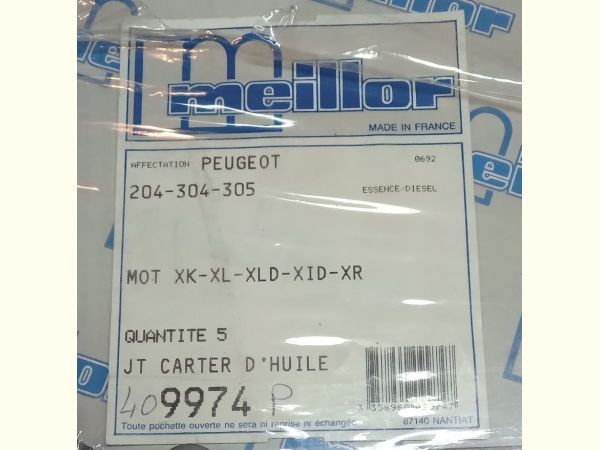 meillor
MADE IN FRANCE
AFFECTATION PEUGEOT 0692
204-304-305 ESSENCE/DIESEL
MOT XK-XL-XLD-XID-XR
QUANTITE 5
JT CARTER D'HUILE
409974 P
Toute pochette ouverte ne sera ni reprise ni échangée
87140 NANTIAT